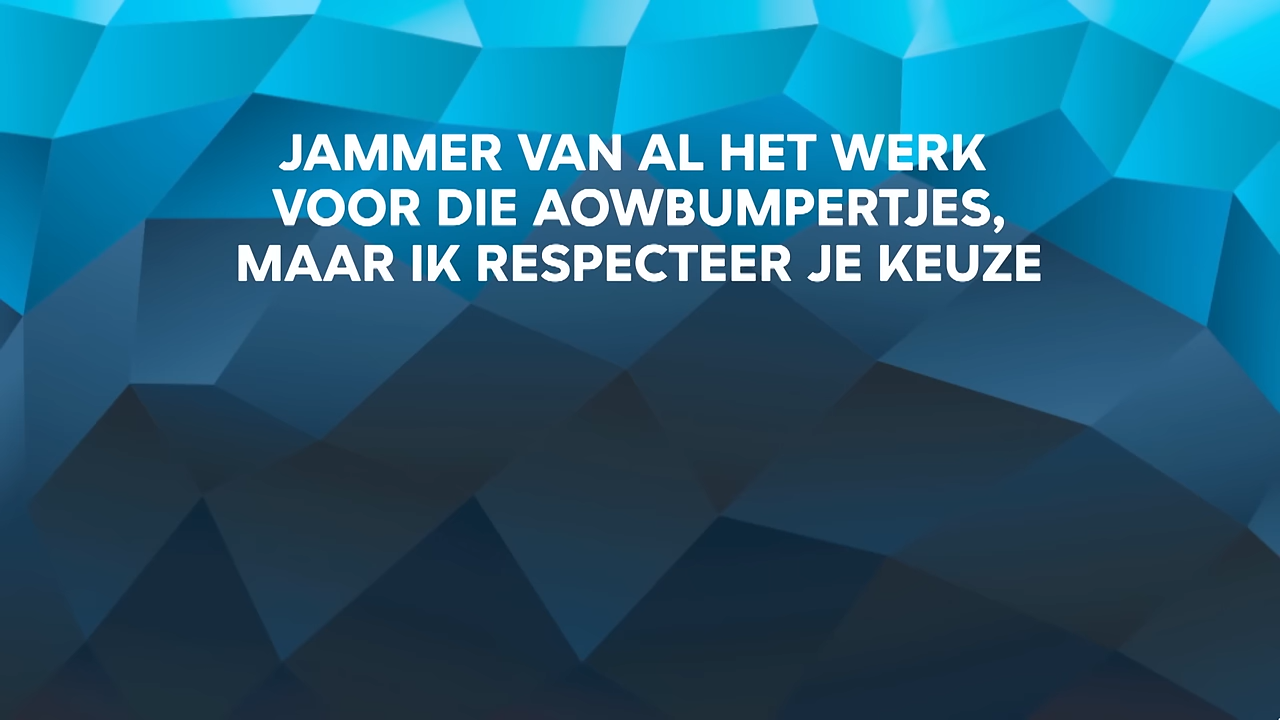 JAMMER VAN AL HET WERK
VOOR DIE AOWBUMPERTJES,
MAAR IK RESPECTEER JE KEUZE